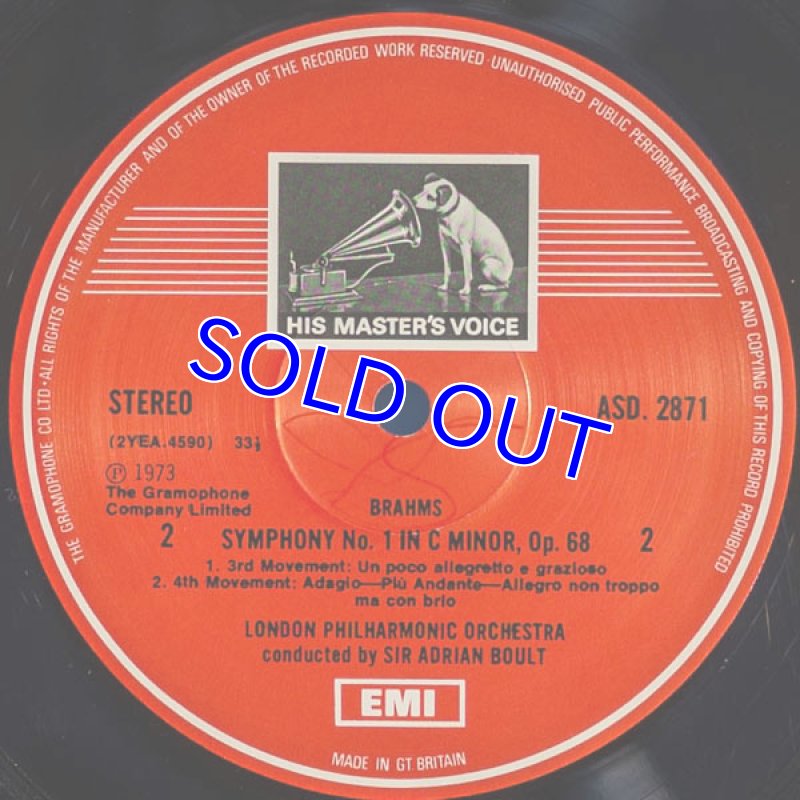 THE GRAMOPHONE CO LTD · ALL RIGHTS OF THE MANUFACTURER AND OF THE OWNER OF THE RECORDED WORK RESERVED · UNAUTHORISED PUBLIC PERFORMANCE BROADCASTING AND COPYING OF THIS RECORD PROHIBITED
HIS MASTER'S VOICE
SOLD OUT
STEREO
ASD. 2871
(2YEA.4590) 33⅓
Ⓟ 1973
The Gramophone
Company Limited
BRAHMS
2 SYMPHONY No. 1 IN C MINOR, Op. 68 2
1. 3rd Movement: Un poco allegretto e grazioso
2. 4th Movement: Adagio—Più Andante—Allegro non troppo
ma con brio
LONDON PHILHARMONIC ORCHESTRA
conducted by SIR ADRIAN BOULT
EMI
MADE IN GT. BRITAIN